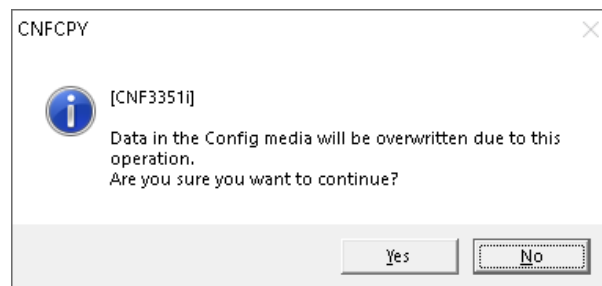 CNFCPY
[CNF3351i]
Data in the Config media will be overwritten due to this
operation.
Are you sure you want to continue?
Yes
No